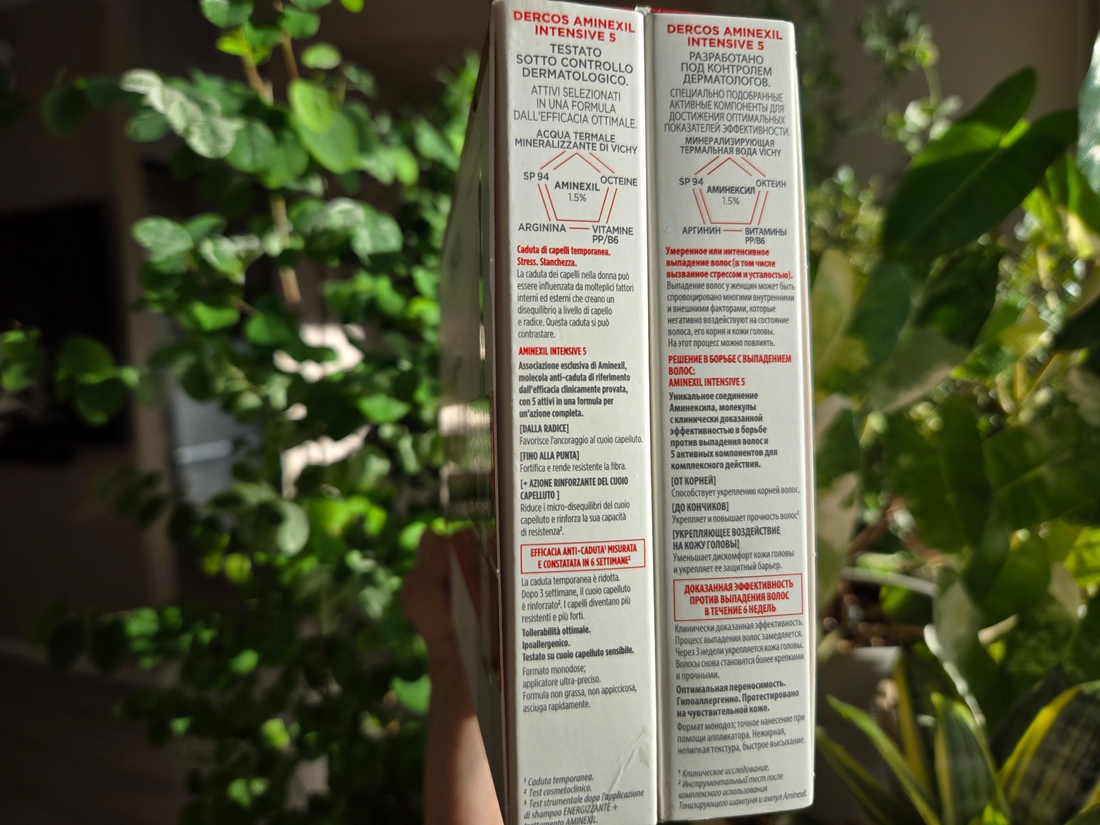 DERCOS AMINEXIL
INTENSIVE 5
TESTATO
SOTTO CONTROLLO
DERMATOLOGICO.
ATTIVI SELEZIONATI
IN UNA FORMULA
DALL'EFFICACIA OTTIMALE.
ACQUA TERMALE
MINERALIZZANTE DI VICHY
SP 94
OCTEINE
AMINEXIL
1.5%
ARGININA
VITAMINE
PP/B6
Caduta di capelli temporanea.
Stress. Stanchezza.
La caduta dei capelli nella donna può
essere influenzata da molteplici fattori
interni ed esterni che creano un
disequilibrio a livello di capello
e radice. Questa caduta si può
contrastare.
AMINEXIL INTENSIVE 5
Associazione esclusiva di Aminexil,
molecola anti-caduta di riferimento
dall'efficacia clinicamente provata,
con 5 attivi in una formula per
un'azione completa.
[DALLA RADICE]
Favorisce l'ancoraggio al cuoio capelluto.
[FINO ALLA PUNTA]
Fortifica e rende resistente la fibra.
[+ AZIONE RINFORZANTE DEL CUOIO
CAPELLUTO ]
Riduce i micro-disequilibri del cuoio
capelluto e rinforza la sua capacità
di resistenza².
EFFICACIA ANTI-CADUTA¹ MISURATA
E CONSTATATA IN 6 SETTIMANE²
La caduta temporanea è ridotta.
Dopo 3 settimane, il cuoio capelluto
è rinforzato³. I capelli diventano più
resistenti e più forti.
Tollerabilità ottimale.
Ipoallergenico.
Testato su cuoio capelluto sensibile.
Formato monodose;
applicatore ultra-preciso.
Formula non grassa, non appiccicosa,
asciuga rapidamente.
¹ Caduta temporanea.
² Test cosmetoclinico.
³ Test strumentale dopo l'applicazione
di shampoo ENERGIZZANTE +
trattamento AMINEXIL.
DERCOS AMINEXIL
INTENSIVE 5
РАЗРАБОТАНО
ПОД КОНТРОЛЕМ
ДЕРМАТОЛОГОВ.
СПЕЦИАЛЬНО ПОДОБРАННЫЕ
АКТИВНЫЕ КОМПОНЕНТЫ ДЛЯ
ДОСТИЖЕНИЯ ОПТИМАЛЬНЫХ
ПОКАЗАТЕЛЕЙ ЭФФЕКТИВНОСТИ.
МИНЕРАЛИЗИРУЮЩАЯ
ТЕРМАЛЬНАЯ ВОДА VICHY
SP 94
ОКТЕИН
АМИНЕКСИЛ
1.5%
АРГИНИН
ВИТАМИНЫ
PP/B6
Умеренное или интенсивное
выпадение волос (в том числе
вызванное стрессом и усталостью).
Выпадение волос у женщин может быть
спровоцировано многими внутренними
и внешними факторами, которые
негативно воздействуют на состояние
волоса, его корня и кожи головы.
На этот процесс можно повлиять.
РЕШЕНИЕ В БОРЬБЕ С ВЫПАДЕНИЕМ
ВОЛОС:
AMINEXIL INTENSIVE 5
Уникальное соединение
Аминексила, молекулы
с клинически доказанной
эффективностью в борьбе
против выпадения волос и
5 активных компонентов для
комплексного действия.
[ОТ КОРНЕЙ]
Способствует укреплению корней волос.
[ДО КОНЧИКОВ]
Укрепляет и повышает прочность волос².
[УКРЕПЛЯЮЩЕЕ ВОЗДЕЙСТВИЕ
НА КОЖУ ГОЛОВЫ]
Уменьшает дискомфорт кожи головы
и укрепляет ее защитный барьер.
ДОКАЗАННАЯ ЭФФЕКТИВНОСТЬ
ПРОТИВ ВЫПАДЕНИЯ ВОЛОС
В ТЕЧЕНИЕ 6 НЕДЕЛЬ
Клинически доказанная эффективность.
Процесс выпадения волос замедляется.
Через 3 недели укрепляется кожа головы.
Волосы снова становятся более крепкими
и прочными.
Оптимальная переносимость.
Гипоаллергенно. Протестировано
на чувствительной коже.
Формат монодоз; точное нанесение при
помощи аппликатора. Нежирная,
нелипкая текстура, быстрое высыхание.
¹ Клиническое исследование.
² Инструментальный тест после
комплексного использования
Тонизирующего шампуня и ампул Aminexil.